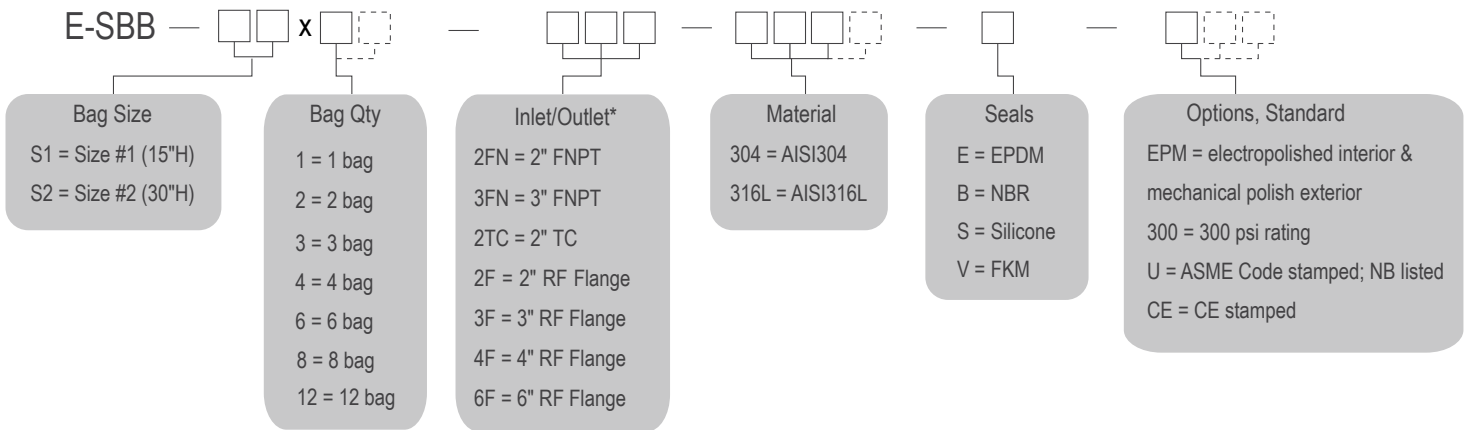 E-SBB — x — — — —
Bag Size
S1 = Size #1 (15"H)
S2 = Size #2 (30"H)
Bag Qty
1 = 1 bag
2 = 2 bag
3 = 3 bag
4 = 4 bag
6 = 6 bag
8 = 8 bag
12 = 12 bag
Inlet/Outlet*
2FN = 2" FNPT
3FN = 3" FNPT
2TC = 2" TC
2F = 2" RF Flange
3F = 3" RF Flange
4F = 4" RF Flange
6F = 6" RF Flange
Material
304 = AISI304
316L = AISI316L
Seals
E = EPDM
B = NBR
S = Silicone
V = FKM
Options, Standard
EPM = electropolished interior &
mechanical polish exterior
300 = 300 psi rating
U = ASME Code stamped; NB listed
CE = CE stamped